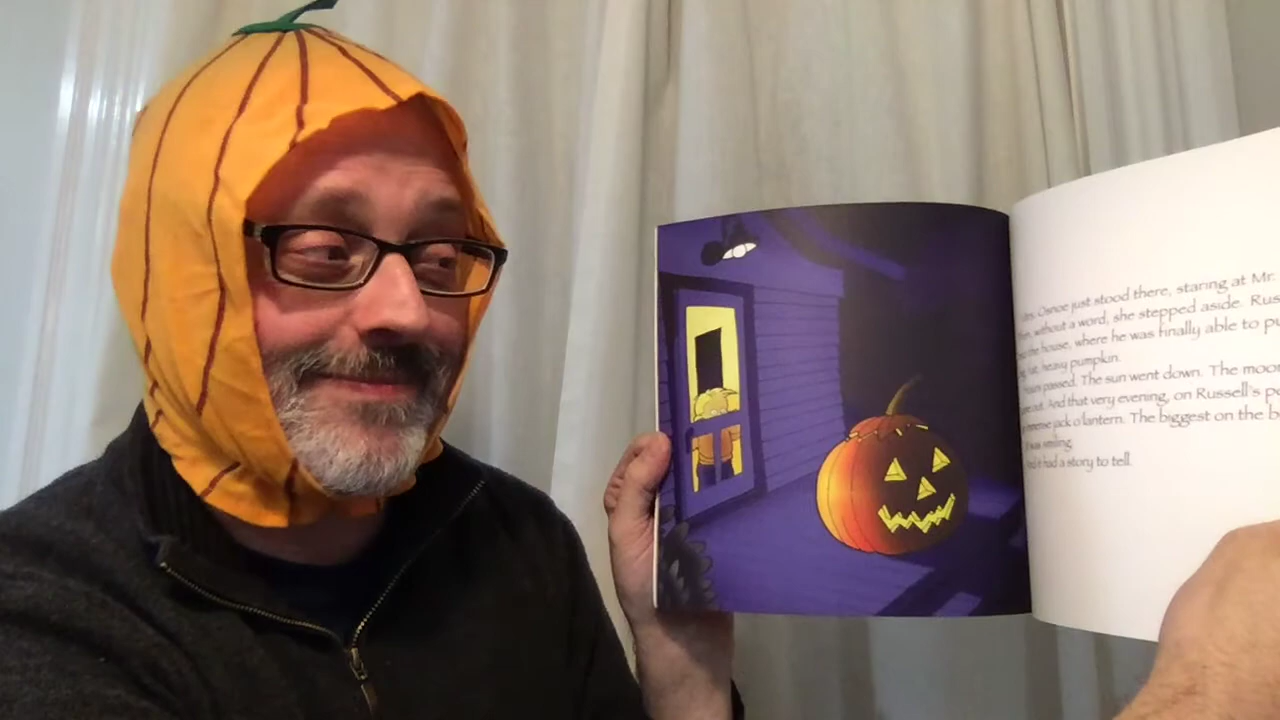 Mrs. Osnoe just stood there, staring at Mr.
Then, without a word, she stepped aside. Rus
into the house, where he was finally able to pu
big, fat, heavy pumpkin.
Hours passed. The sun went down. The moon
came out. And that very evening, on Russell's po
immense jack o'lantern. The biggest on the b
It was smiling.
And it had a story to tell.